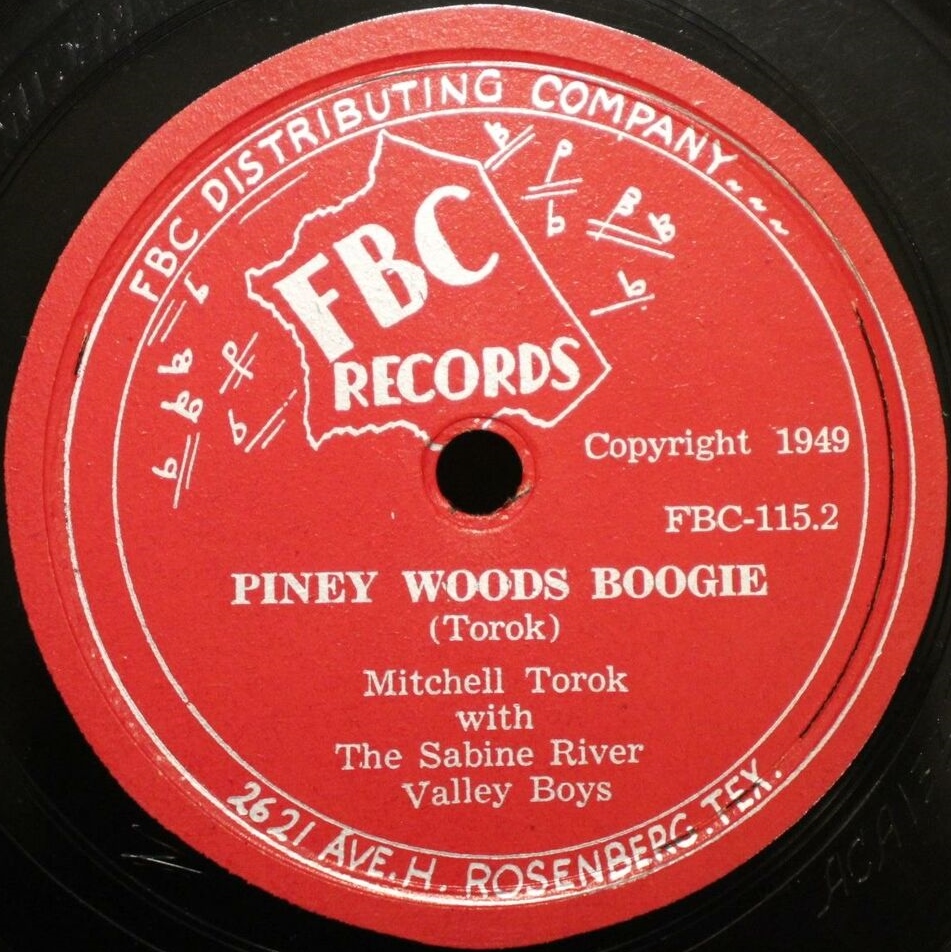 FBC DISTRIBUTING COMPANY~~~
FBC
RECORDS
Copyright 1949
FBC-115.2
PINEY WOODS BOOGIE
(Torok)
Mitchell Torok
with
The Sabine River
Valley Boys
2621 AVE. H. ROSENBERG. TEX.